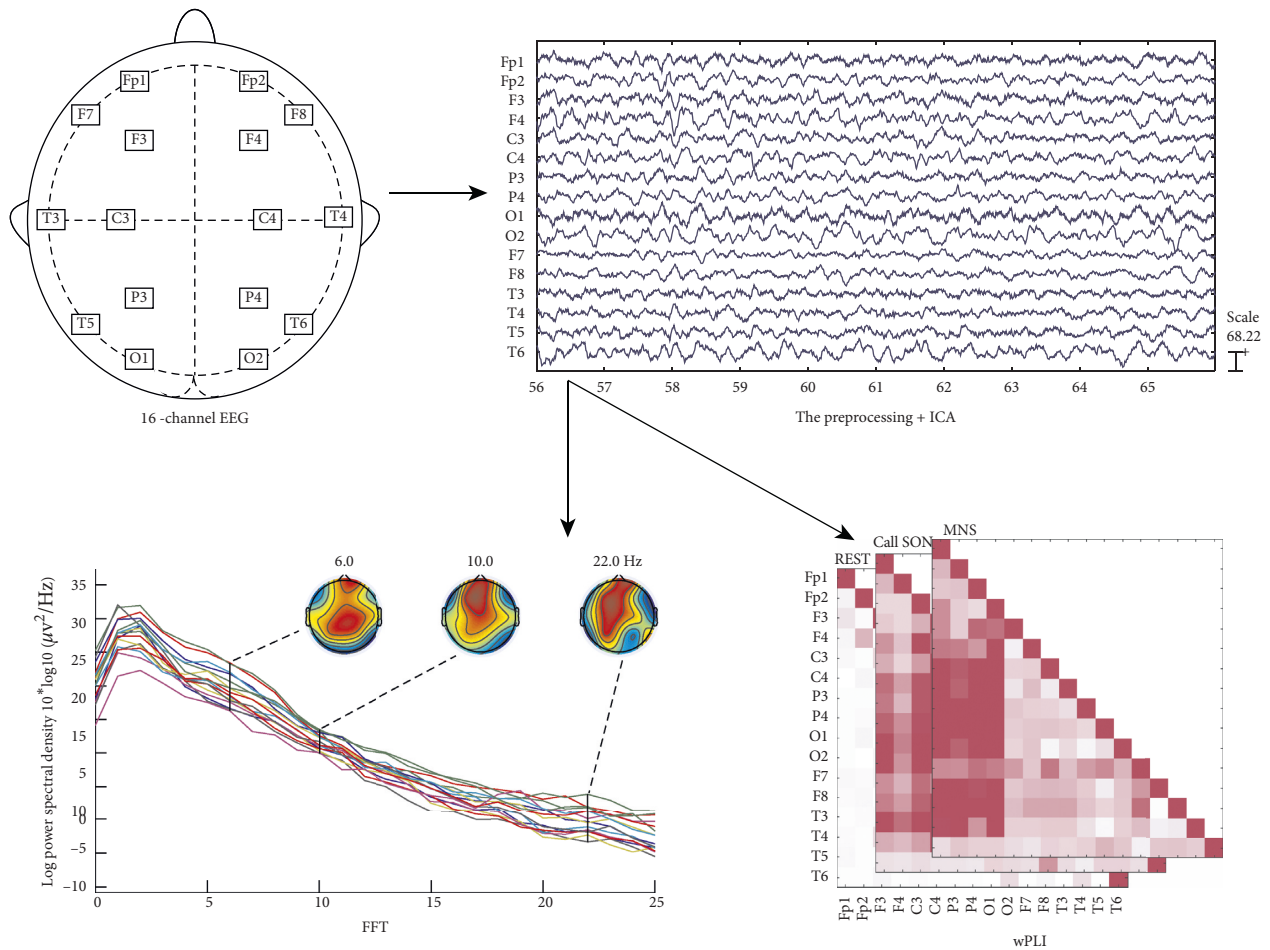 Fp1 Fp2
F7 F8
F3 F4
T3 C3 C4 T4
P3 P4
T5 T6
O1 O2
16 -channel EEG
Fp1
Fp2
F3
F4
C3
C4
P3
P4
O1
O2
F7
F8
T3
T4
T5
T6
56 57 58 59 60 61 62 63 64 65
The preprocessing + ICA
Scale
68.22
+
Log power spectral density 10*log10 (μv²/Hz)
35
30
25
20
15
5
10
0
−5
−10
0 5 10 15 20 25
FFT
6.0 10.0 22.0 Hz
REST
Call SON
MNS
Fp1
Fp2
F3
F4
C3
C4
P3
P4
O1
O2
F7
F8
T3
T4
T5
T6
Fp1 Fp2 F3 F4 C3 C4 P3 P4 O1 O2 F7 F8 T3 T4 T5 T6
wPLI